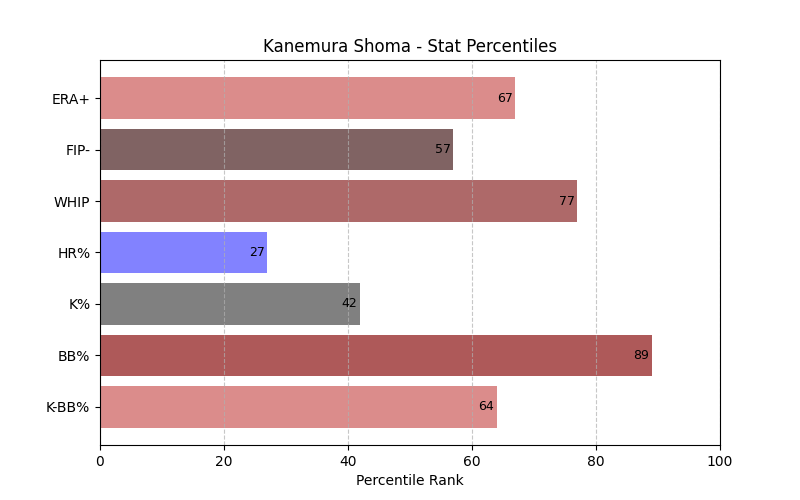 Kanemura Shoma - Stat Percentiles
ERA+ 67
FIP- 57
WHIP 77
HR% 27
K% 42
BB% 89
K-BB% 64
0 20 40 60 80 100
Percentile Rank